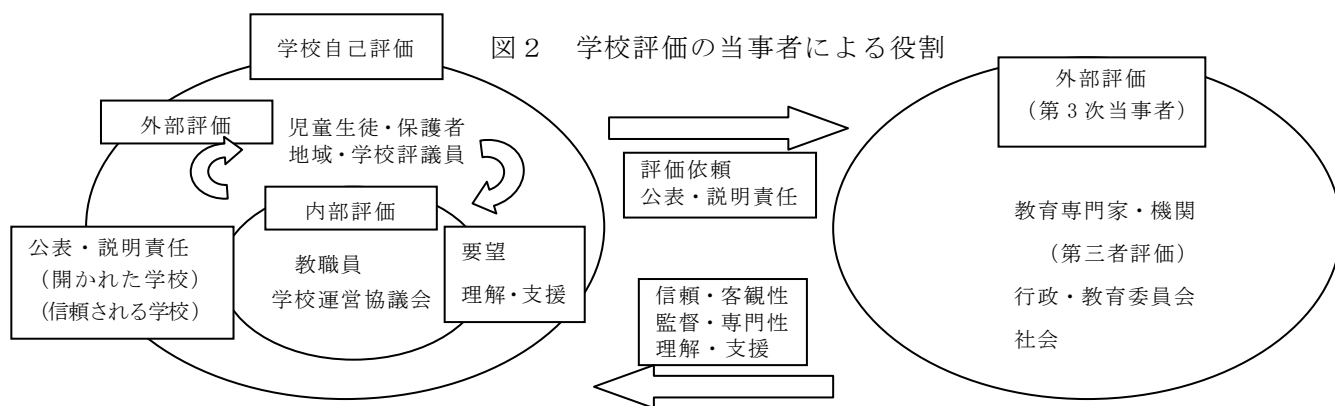 図2 学校評価の当事者による役割
学校自己評価
外部評価
児童生徒・保護者
地域・学校評議員
内部評価
教職員
学校運営協議会
公表・説明責任
(開かれた学校)
(信頼される学校)
要望
理解・支援
評価依頼
公表・説明責任
信頼・客観性
監督・専門性
理解・支援
外部評価
(第3次当事者)
教育専門家・機関
(第三者評価)
行政・教育委員会
社会